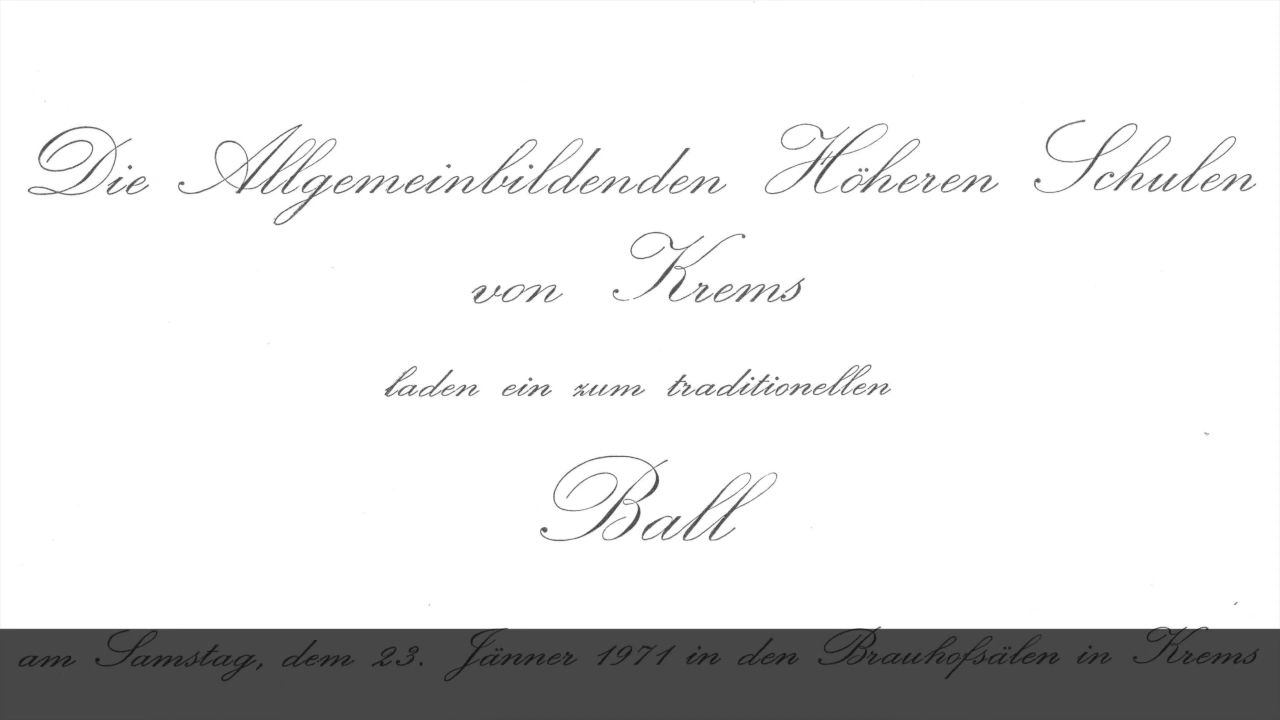 Die Allgemeinbildenden Höheren Schulen
von Krems
laden ein zum traditionellen
Ball
am Samstag, dem 23. Jänner 1971 in den Brauhofsälen in Krems